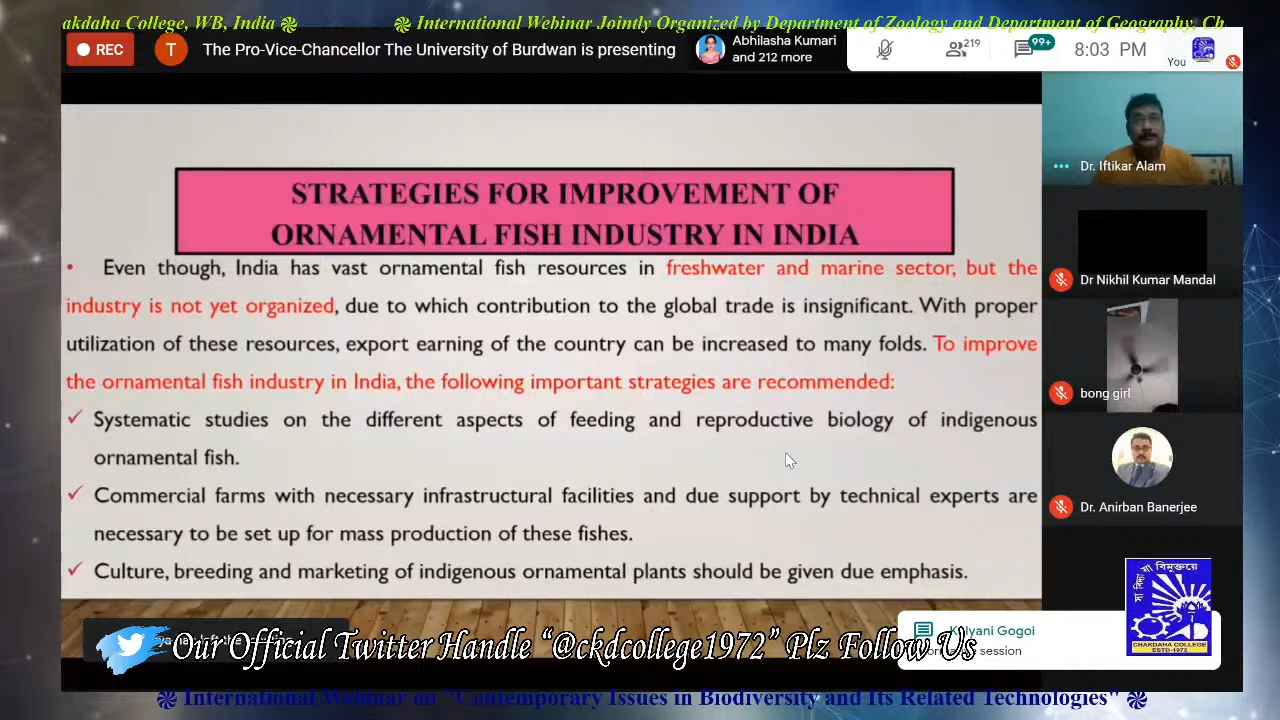 akdaha College, WB, India ֎ ֎ International Webinar Jointly Organized by Department of Zoology and Department of Geography, Ch
REC
T
The Pro-Vice-Chancellor The University of Burdwan is presenting
Abhilasha Kumari
and 212 more
219
99+
8:03 PM
You
STRATEGIES FOR IMPROVEMENT OF
ORNAMENTAL FISH INDUSTRY IN INDIA
• Even though, India has vast ornamental fish resources in freshwater and marine sector, but the
industry is not yet organized, due to which contribution to the global trade is insignificant. With proper
utilization of these resources, export earning of the country can be increased to many folds. To improve
the ornamental fish industry in India, the following important strategies are recommended:
✓ Systematic studies on the different aspects of feeding and reproductive biology of indigenous
ornamental fish.
✓ Commercial farms with necessary infrastructural facilities and due support by technical experts are
necessary to be set up for mass production of these fishes.
✓ Culture, breeding and marketing of indigenous ornamental plants should be given due emphasis.
Dr. Iftikar Alam
Dr Nikhil Kumar Mandal
bong girl
Dr. Anirban Banerjee
সা বিদ্যা যা বিমুক্তয়ে
CHAKDAHA COLLEGE
ESTD-1972
Kalyani Gogoi
session
Our Official Twitter Handle “@ckdcollege1972” Plz Follow Us
֎ International Webinar on "Contemporary Issues in Biodiversity and Its Related Technologies" ֎